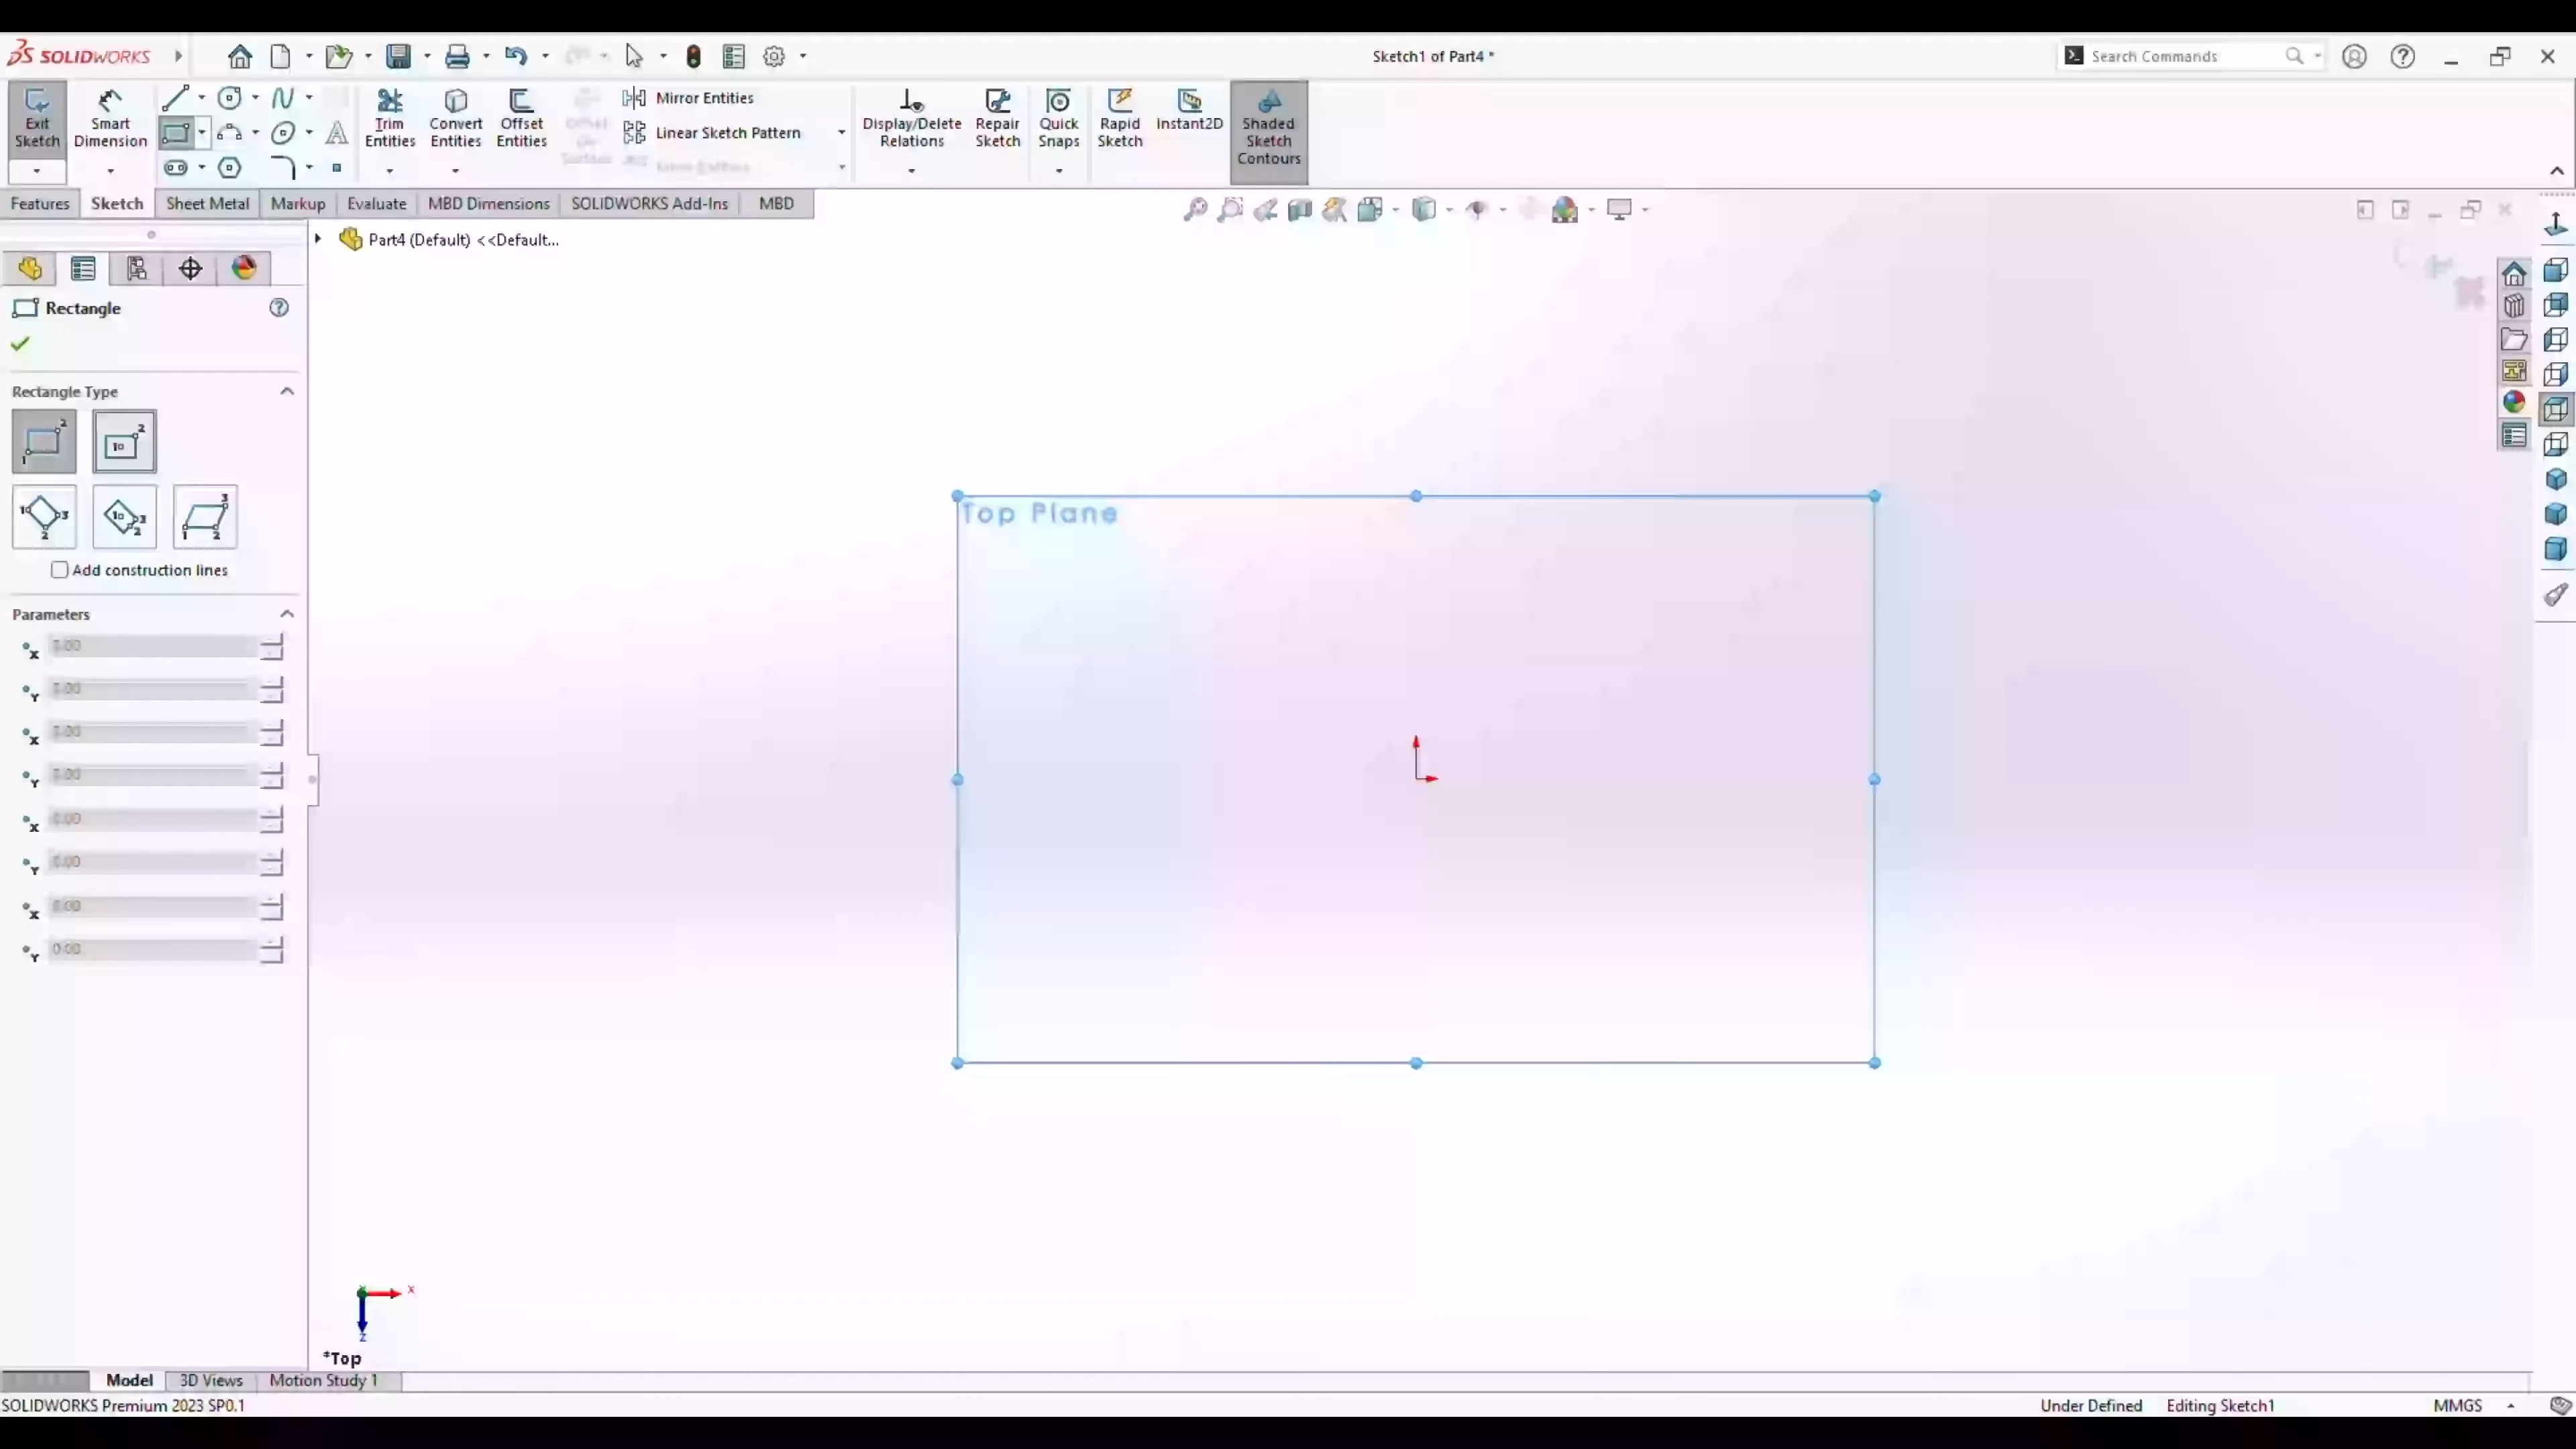 SOLIDWORKS
Sketch1 of Part4 *
Search Commands
Exit Sketch
Smart Dimension
Trim Entities
Convert Entities
Offset Entities
Mirror Entities
Linear Sketch Pattern
Display/Delete Relations
Repair Sketch
Quick Snaps
Rapid Sketch
Instant2D
Shaded Sketch Contours
Features
Sketch
Sheet Metal
Markup
Evaluate
MBD Dimensions
SOLIDWORKS Add-Ins
MBD
Part4 (Default) <<Default...
Rectangle
Rectangle Type
Add construction lines
Parameters
0.00
Top Plane
x
z
*Top
Model
3D Views
Motion Study 1
SOLIDWORKS Premium 2023 SP0.1
Under Defined
Editing Sketch1
MMGS